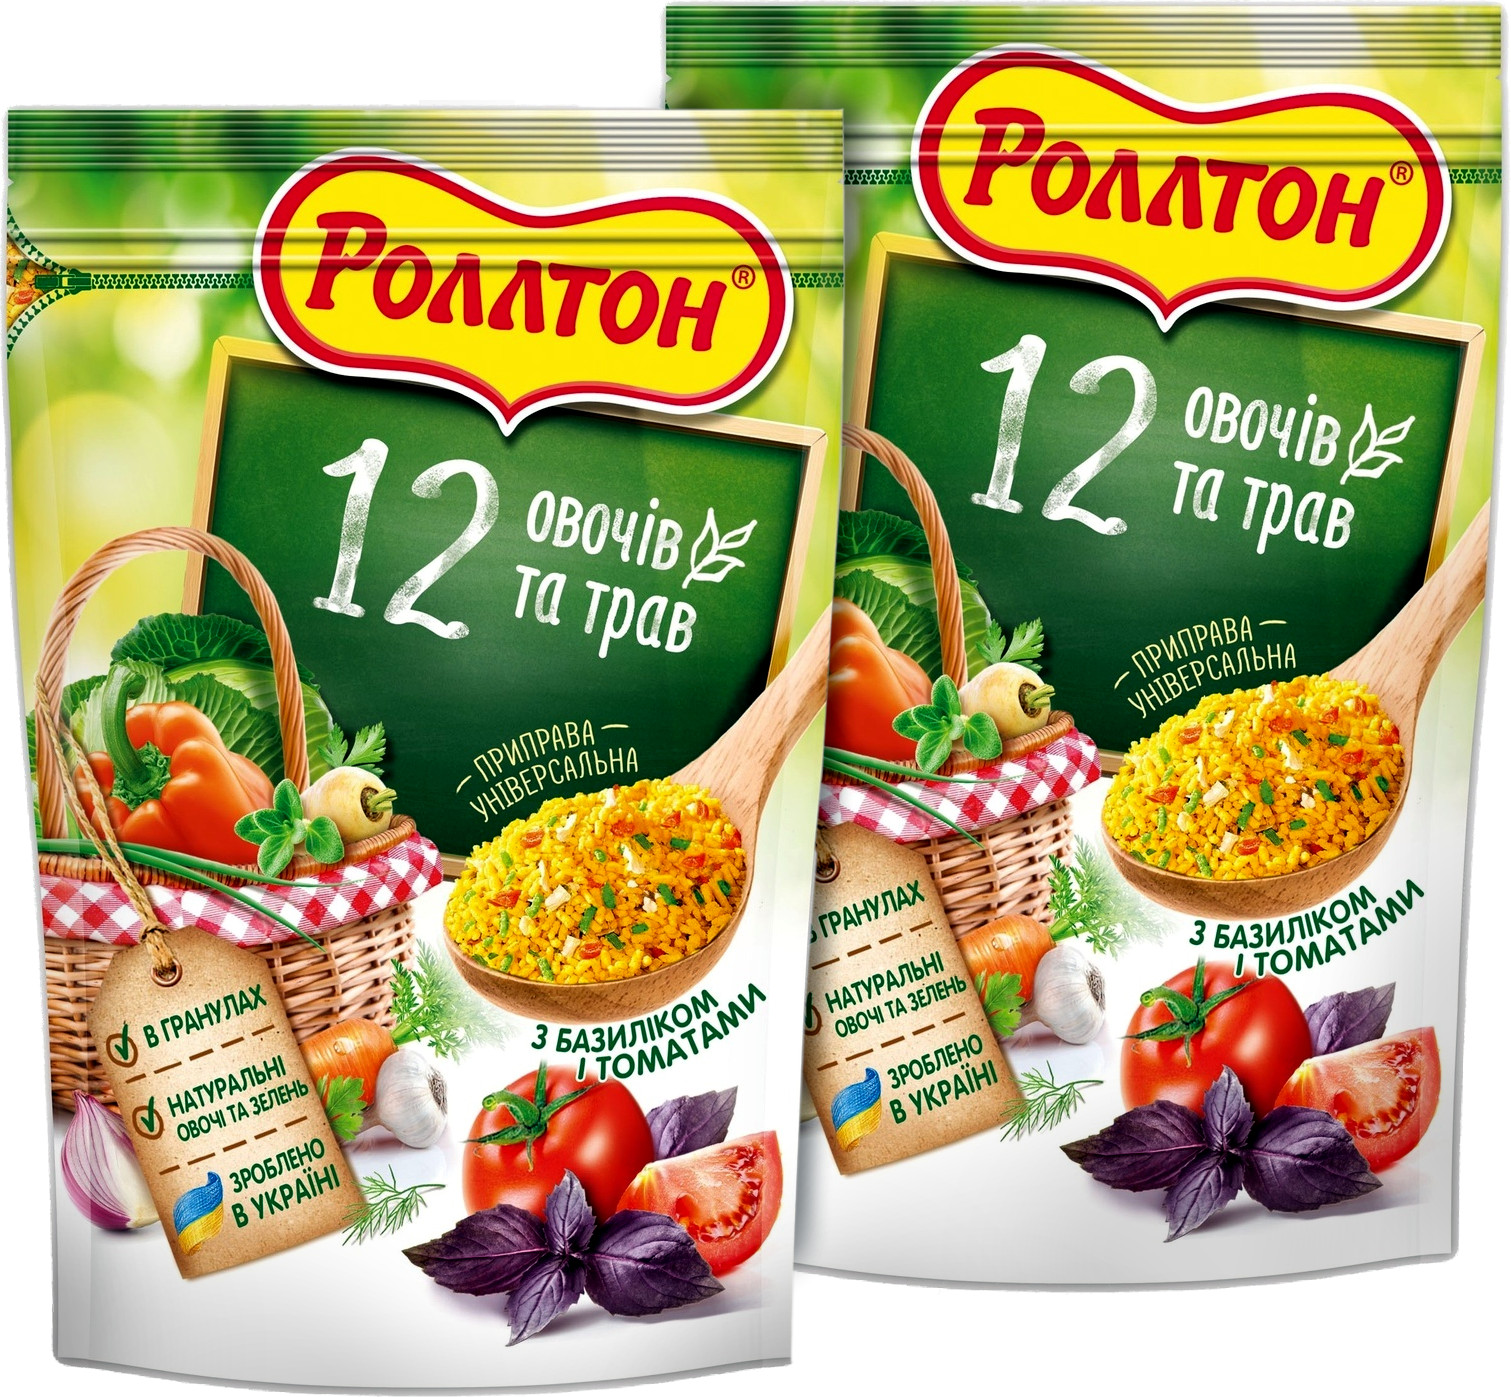 Роллтон®
12
овочів
та трав
ПРИПРАВА
УНІВЕРСАЛЬНА
З БАЗИЛІКОМ
І ТОМАТАМИ
В ГРАНУЛАХ
НАТУРАЛЬНІ
ОВОЧІ ТА ЗЕЛЕНЬ
ЗРОБЛЕНО
В УКРАЇНІ
Роллтон®
12
овочів
та трав
ПРИПРАВА
УНІВЕРСАЛЬНА
З БАЗИЛІКОМ
І ТОМАТАМИ
В ГРАНУЛАХ
НАТУРАЛЬНІ
ОВОЧІ ТА ЗЕЛЕНЬ
ЗРОБЛЕНО
В УКРАЇНІ